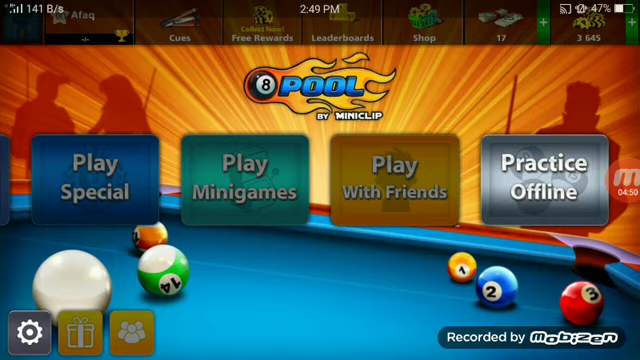 141 B/s
2:49 PM
47%
Afaq
-/-
Cues
Collect Now!
Free Rewards
Leaderboards
Shop
17
3 645
8 POOL
BY MINICLIP
Play
Special
Play
Minigames
Play
With Friends
Practice
Offline
04:50
14
1
2
3
Recorded by Mobizen